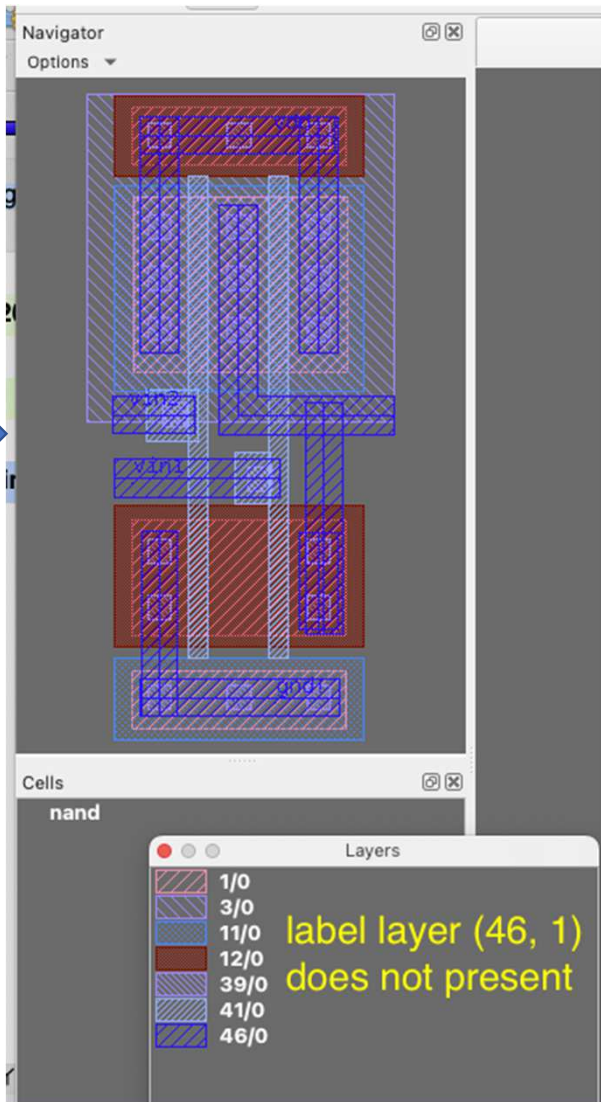 Navigator
Options
vdd!
vin2
vin1
gnd!
Cells
nand
Layers
1/0
3/0
11/0
12/0
39/0
41/0
46/0
label layer (46, 1)
does not present